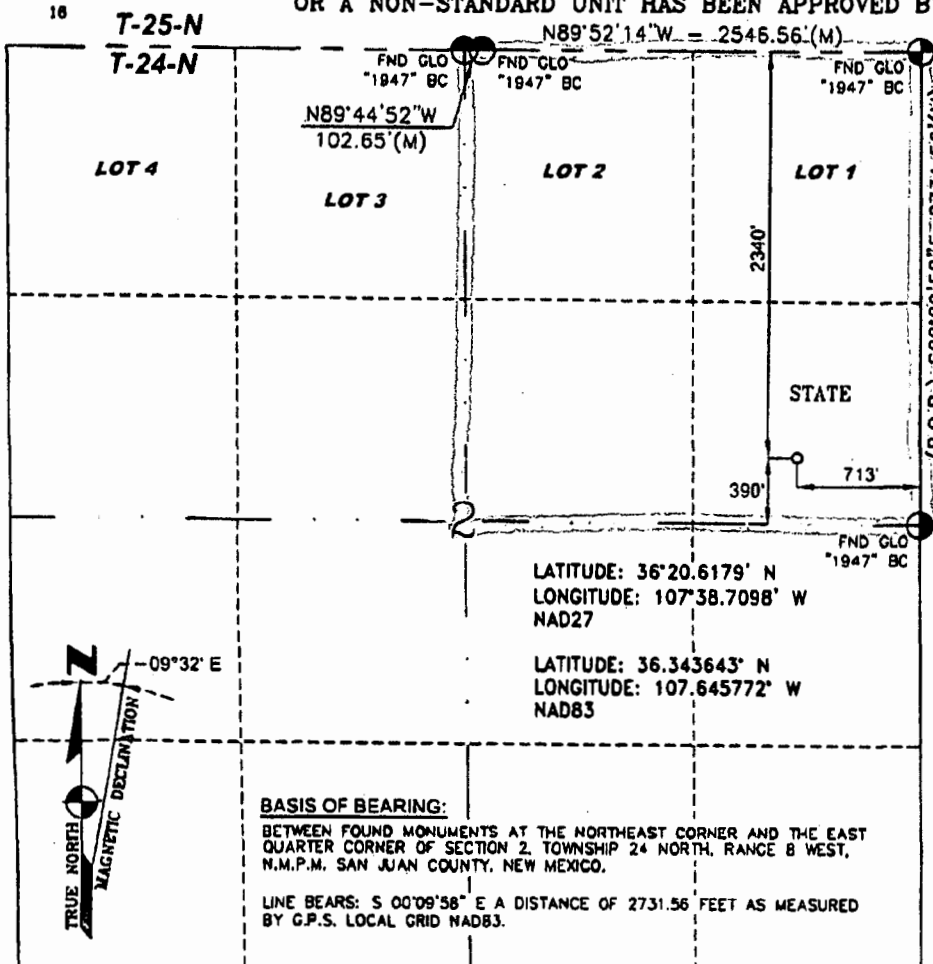 16
OR A NON-STANDARD UNIT HAS BEEN APPROVED B
T-25-N
T-24-N
N89°52'14"W = 2546.56'(M)
FND GLO
"1947" BC
FND GLO
"1947" BC
FND GLO
"1947" BC
N89°44'52"W
102.65'(M)
LOT 4
LOT 3
LOT 2
LOT 1
2340'
STATE
390'
713'
2
FND GLO
"1947" BC
LATITUDE: 36°20.6179' N
LONGITUDE: 107°38.7098' W
NAD27
LATITUDE: 36.343643° N
LONGITUDE: 107.645772° W
NAD83
N
09°32' E
TRUE NORTH
MAGNETIC DECLINATION
BASIS OF BEARING:
BETWEEN FOUND MONUMENTS AT THE NORTHEAST CORNER AND THE EAST
QUARTER CORNER OF SECTION 2, TOWNSHIP 24 NORTH, RANGE 8 WEST,
N.M.P.M. SAN JUAN COUNTY, NEW MEXICO.
LINE BEARS: S 00°09'58" E A DISTANCE OF 2731.56 FEET AS MEASURED
BY G.P.S. LOCAL GRID NAD83.